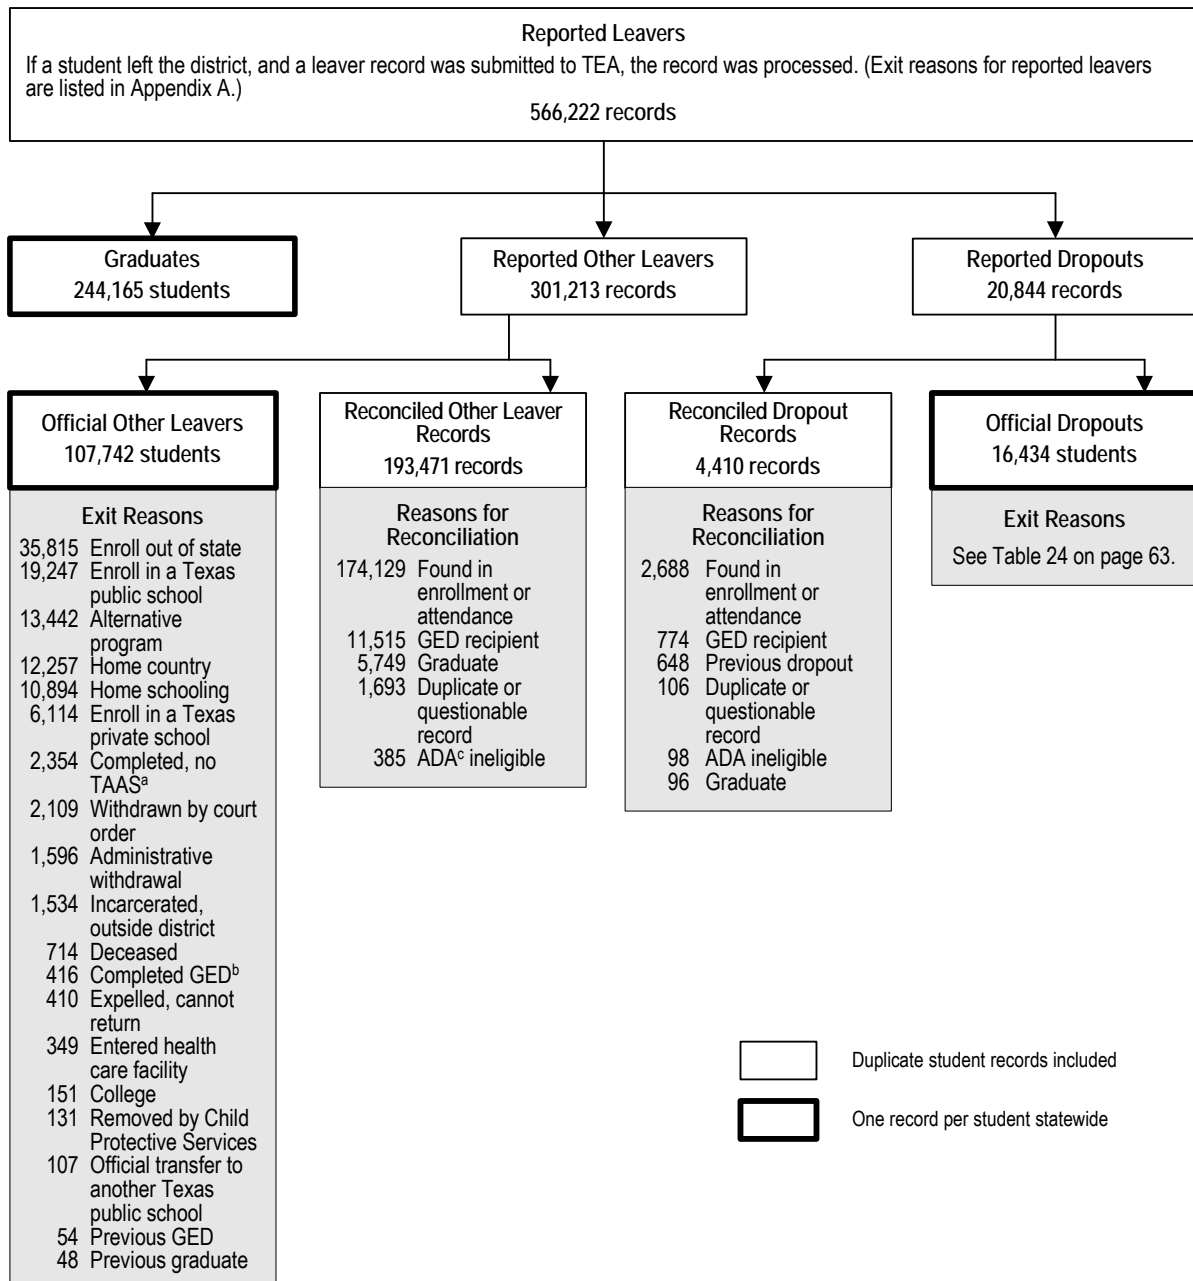 Reported Leavers
If a student left the district, and a leaver record was submitted to TEA, the record was processed. (Exit reasons for reported leavers
are listed in Appendix A.)
566,222 records
Graduates
244,165 students
Reported Other Leavers
301,213 records
Reported Dropouts
20,844 records
Official Other Leavers
107,742 students
Exit Reasons
35,815 Enroll out of state
19,247 Enroll in a Texas
public school
13,442 Alternative
program
12,257 Home country
10,894 Home schooling
6,114 Enroll in a Texas
private school
2,354 Completed, no
TAASa
2,109 Withdrawn by court
order
1,596 Administrative
withdrawal
1,534 Incarcerated,
outside district
714 Deceased
416 Completed GEDb
410 Expelled, cannot
return
349 Entered health
care facility
151 College
131 Removed by Child
Protective Services
107 Official transfer to
another Texas
public school
54 Previous GED
48 Previous graduate
Reconciled Other Leaver
Records
193,471 records
Reasons for
Reconciliation
174,129 Found in
enrollment or
attendance
11,515 GED recipient
5,749 Graduate
1,693 Duplicate or
questionable
record
385 ADAc ineligible
Reconciled Dropout
Records
4,410 records
Reasons for
Reconciliation
2,688 Found in
enrollment or
attendance
774 GED recipient
648 Previous dropout
106 Duplicate or
questionable
record
98 ADA ineligible
96 Graduate
Official Dropouts
16,434 students
Exit Reasons
See Table 24 on page 63.
Duplicate student records included
One record per student statewide